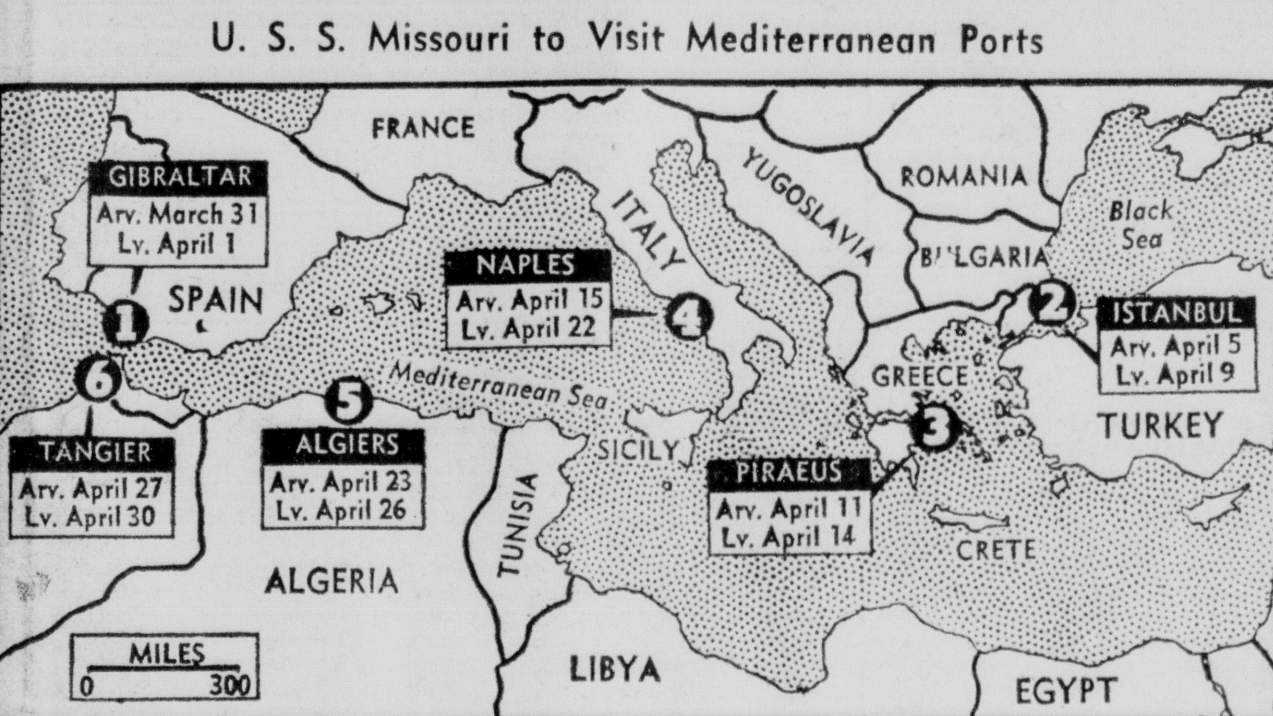 U. S. S. Missouri to Visit Mediterranean Ports
FRANCE
GIBRALTAR
Arv. March 31
Lv. April 1
SPAIN
1
ITALY
YUGOSLAVIA
ROMANIA
Black
Sea
BULGARIA
NAPLES
Arv. April 15
Lv. April 22
4
2
ISTANBUL
Arv. April 5
Lv. April 9
6
5
Mediterranean Sea
GREECE
3
TURKEY
TANGIER
Arv. April 27
Lv. April 30
ALGIERS
Arv. April 23
Lv. April 26
TUNISIA
SICILY
PIRAEUS
Arv. April 11
Lv. April 14
CRETE
ALGERIA
MILES
0 300
LIBYA
EGYPT